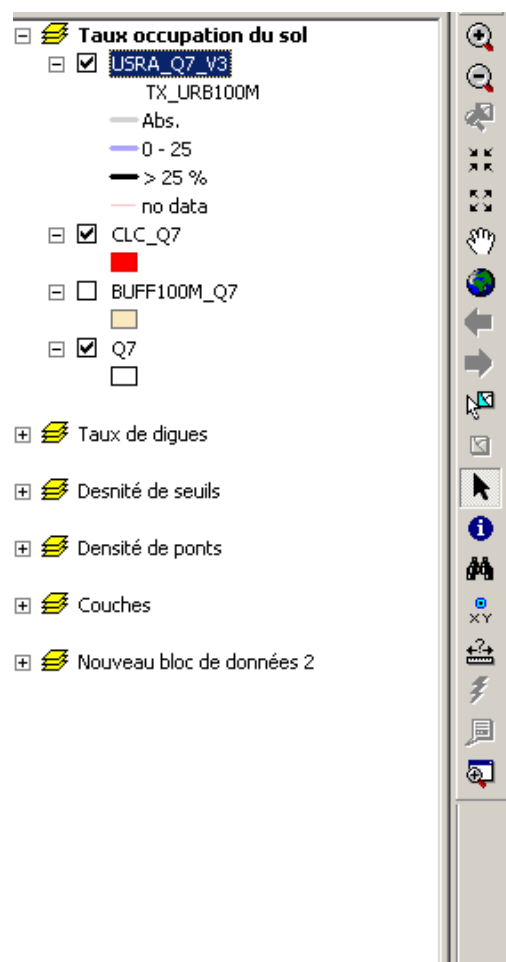 Taux occupation du sol
USRA_Q7_V3
TX_URB100M
Abs.
0 - 25
> 25 %
no data
CLC_Q7
BUFF100M_Q7
Q7
Taux de digues
Desnité de seuils
Densité de ponts
Couches
Nouveau bloc de données 2
XY
?